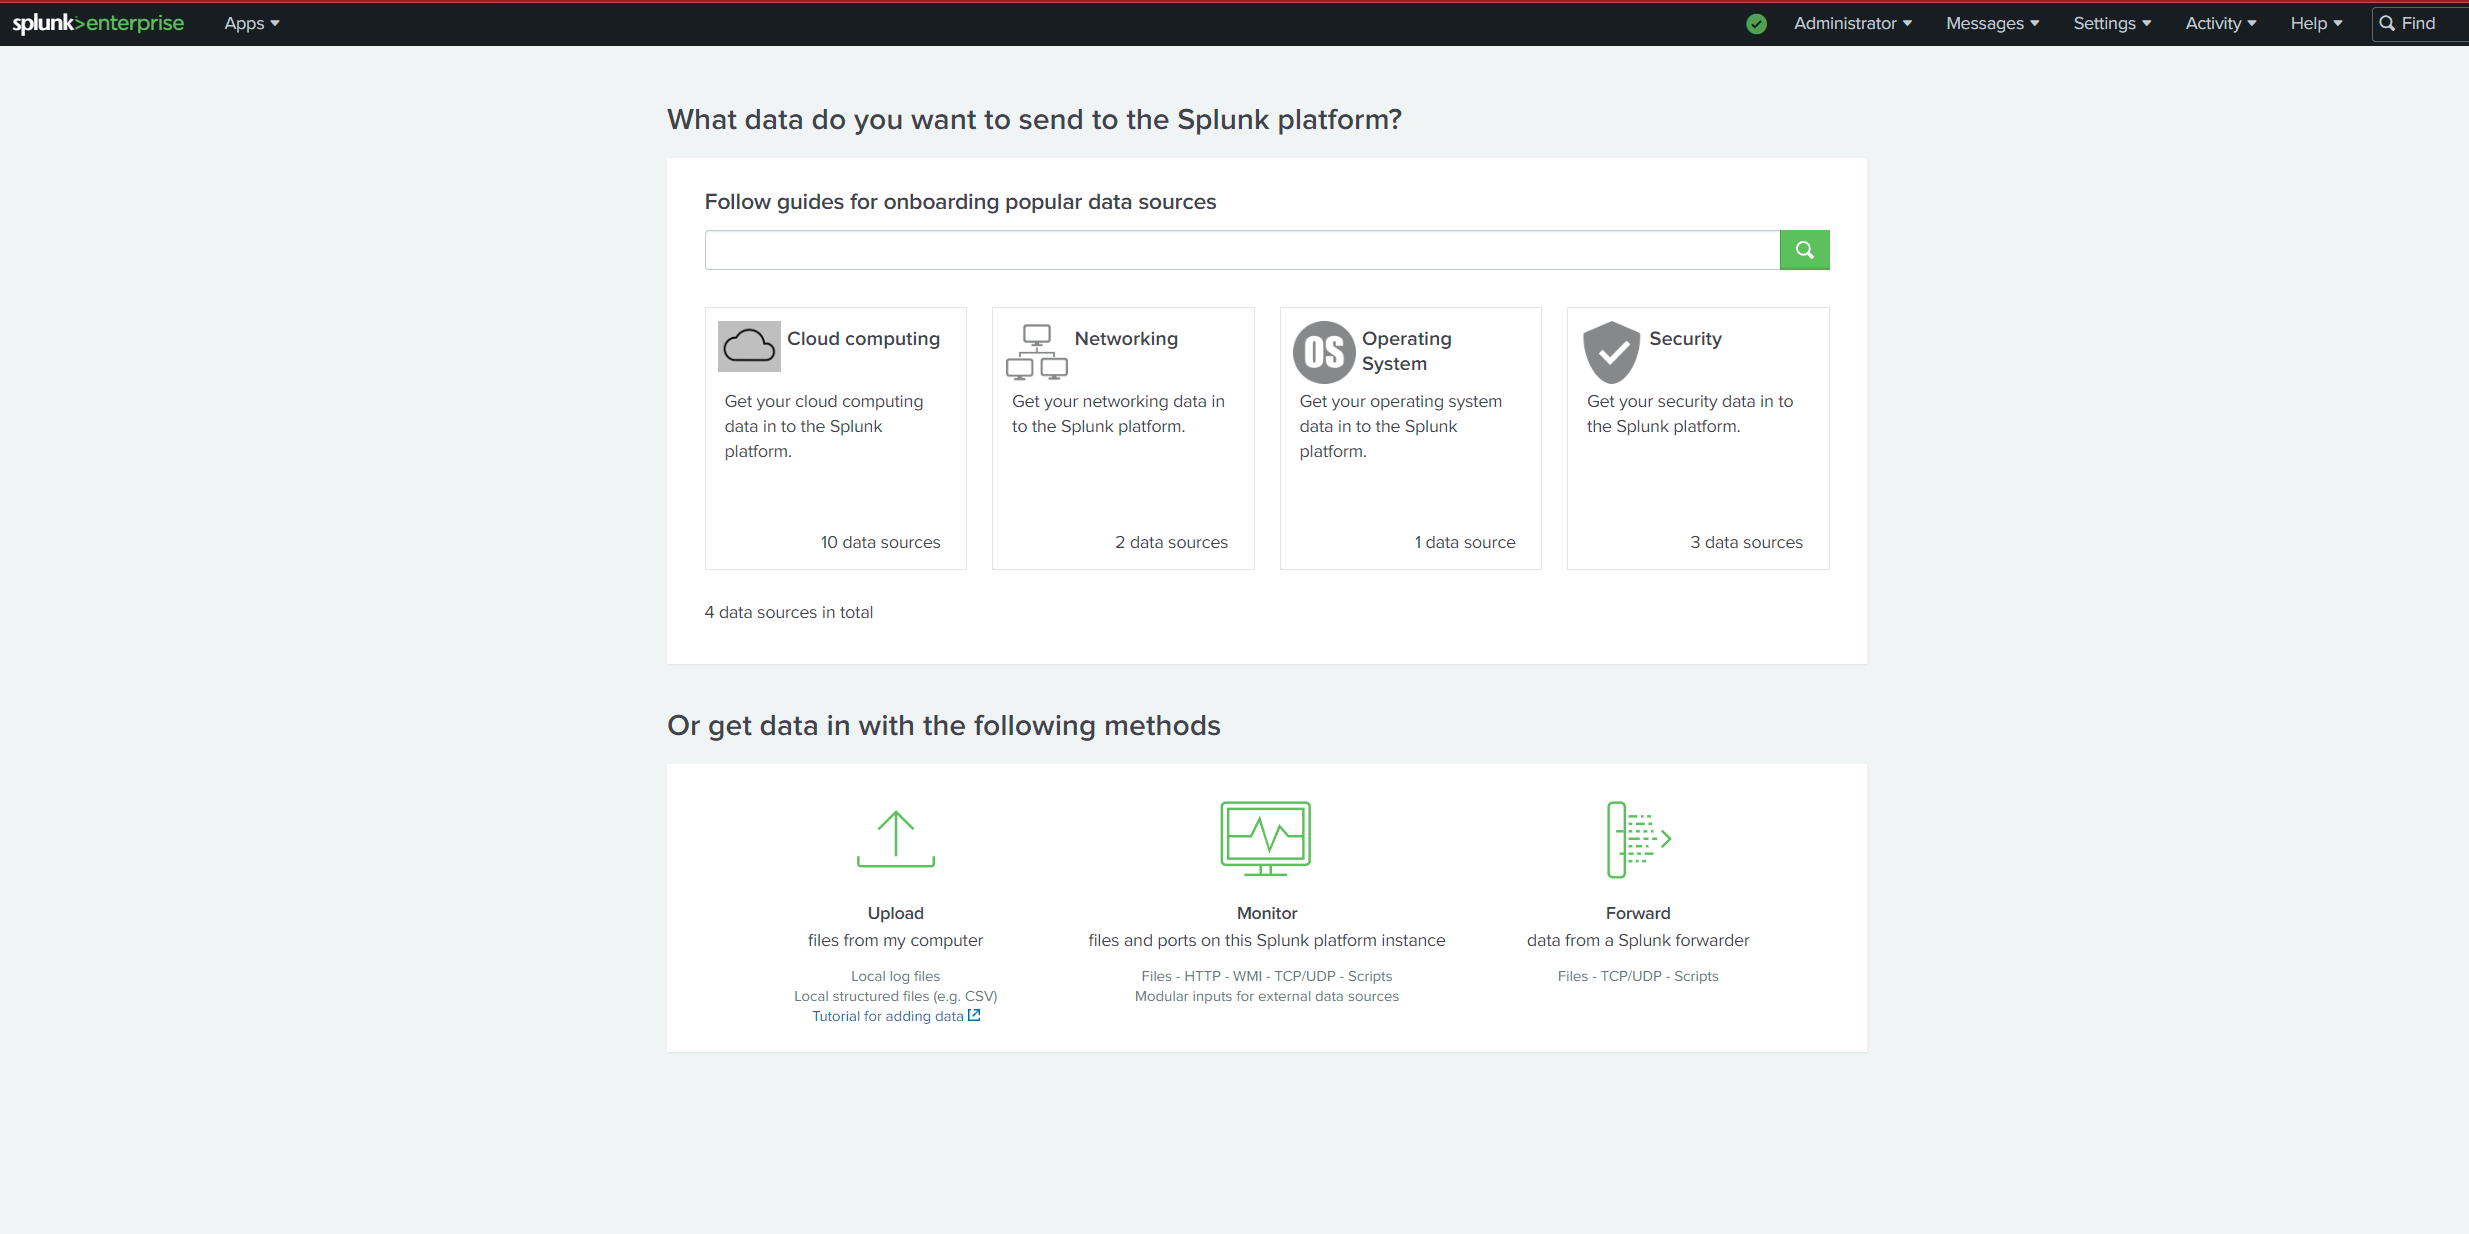 splunk>enterprise Apps Administrator Messages Settings Activity Help Find
What data do you want to send to the Splunk platform?
Follow guides for onboarding popular data sources
Cloud computing
Get your cloud computing
data in to the Splunk
platform.
10 data sources
Networking
Get your networking data in
to the Splunk platform.
2 data sources
OS
Operating
System
Get your operating system
data in to the Splunk
platform.
1 data source
Security
Get your security data in to
the Splunk platform.
3 data sources
4 data sources in total
Or get data in with the following methods
Upload
files from my computer
Local log files
Local structured files (e.g. CSV)
Tutorial for adding data
Monitor
files and ports on this Splunk platform instance
Files - HTTP - WMI - TCP/UDP - Scripts
Modular inputs for external data sources
Forward
data from a Splunk forwarder
Files - TCP/UDP - Scripts